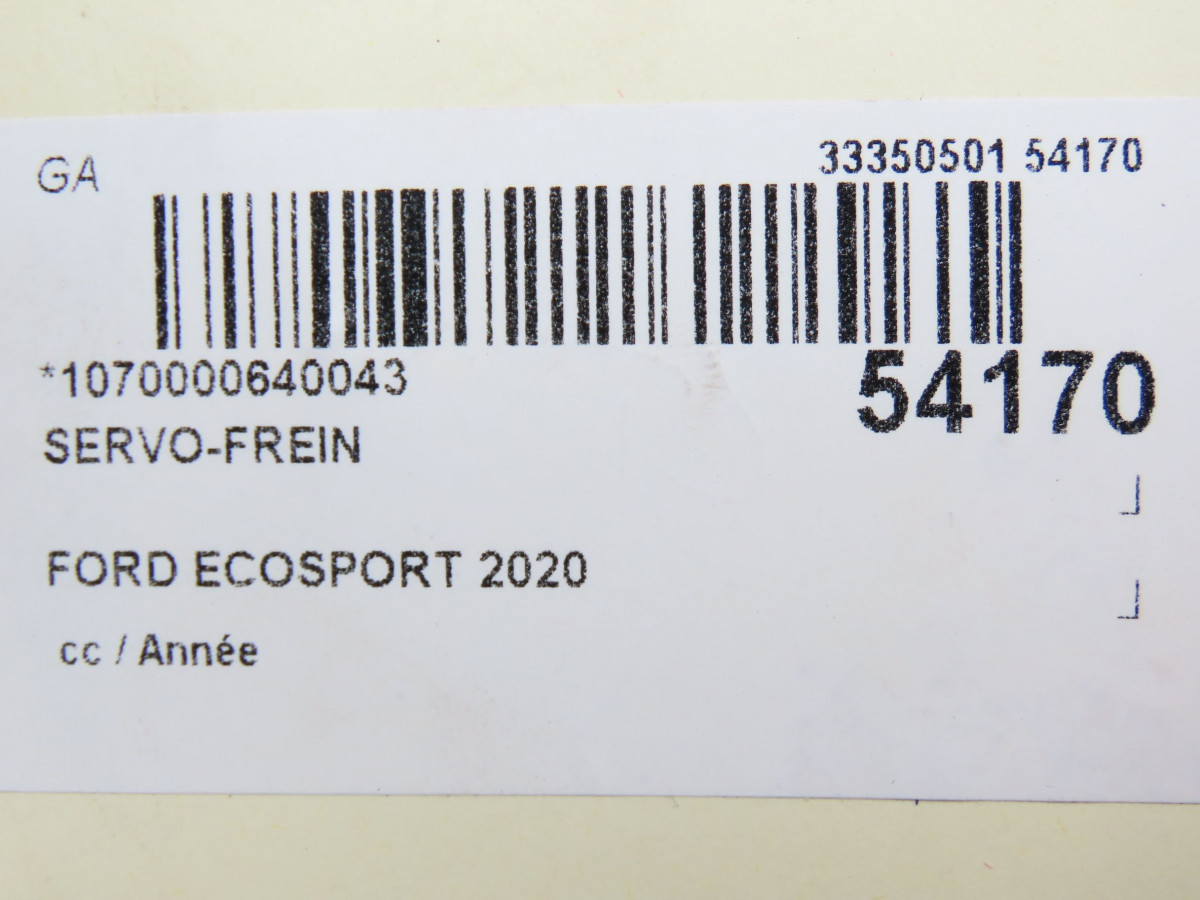 GA
33350501 54170
*1070000640043
54170
SERVO-FREIN
FORD ECOSPORT 2020
cc / Année